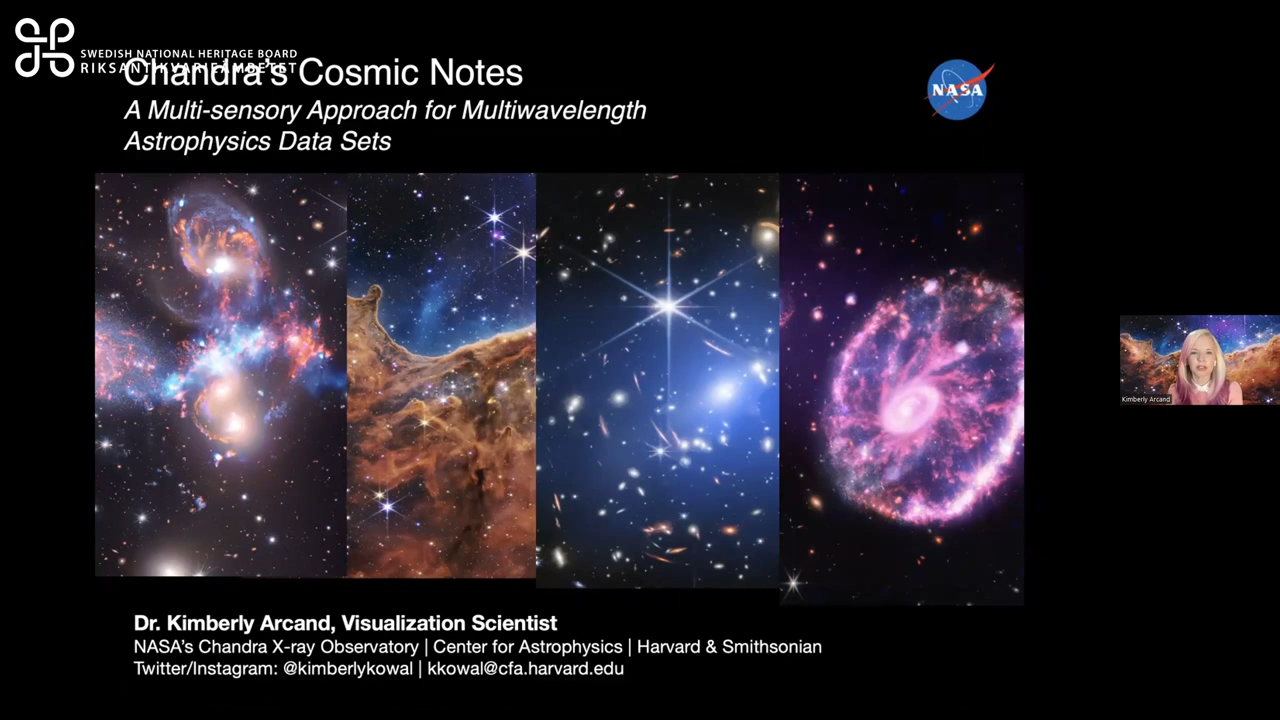 SWEDISH NATIONAL HERITAGE BOARD
RIKSANTIKVARIEÄMBETET
Chandra's Cosmic Notes
A Multi-sensory Approach for Multiwavelength
Astrophysics Data Sets
NASA
Kimberly Arcand
Dr. Kimberly Arcand, Visualization Scientist
NASA's Chandra X-ray Observatory | Center for Astrophysics | Harvard & Smithsonian
Twitter/Instagram: @kimberlykowal | kkowal@cfa.harvard.edu